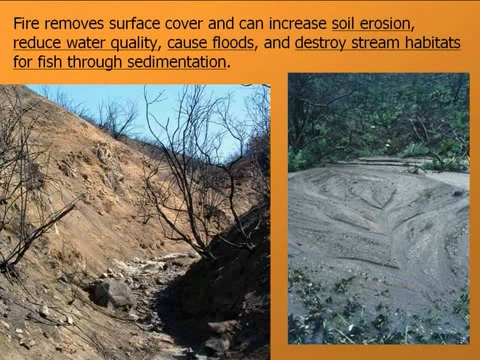 Fire removes surface cover and can increase soil erosion,
reduce water quality, cause floods, and destroy stream habitats
for fish through sedimentation.